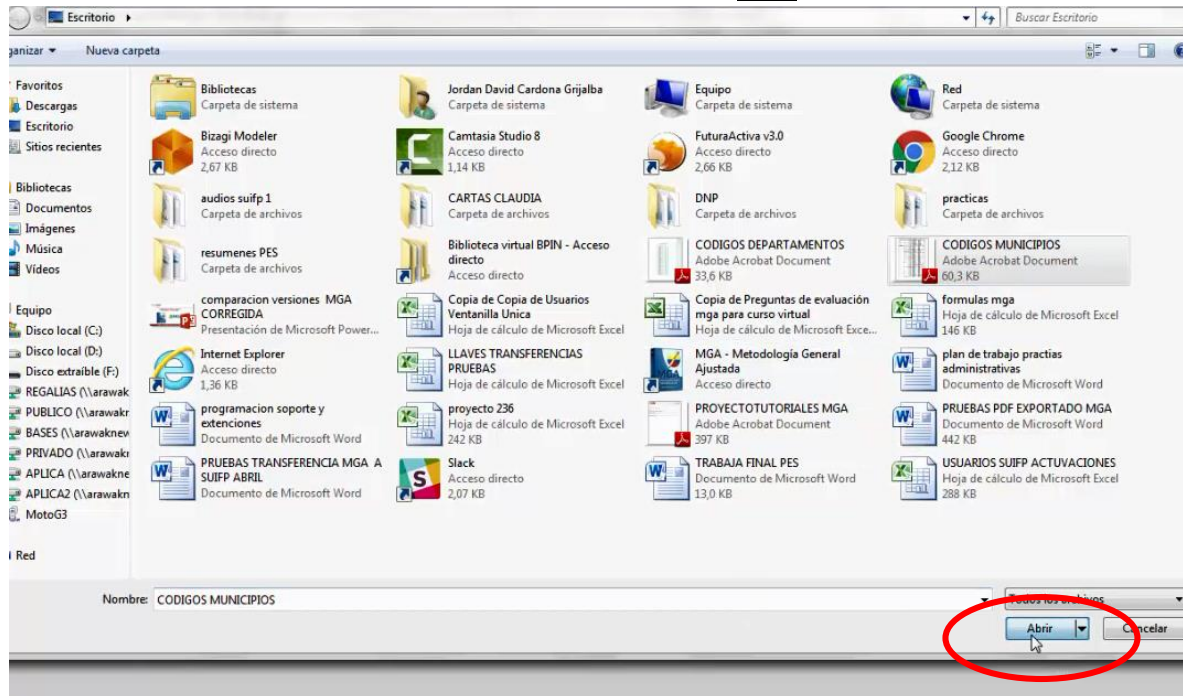 Escritorio
Buscar Escritorio
ganizar
Nueva carpeta
Favoritos
Descargas
Escritorio
Sitios recientes
Bibliotecas
Documentos
Imágenes
Música
Vídeos
Equipo
Disco local (C:)
Disco local (D:)
Disco extraíble (F:)
REGALIAS (\\arawak
PUBLICO (\\arawakr
BASES (\\arawaknew
PRIVADO (\\arawakr
APLICA (\\arawakne
APLICA2 (\\arawakn
MotoG3
Red
Bibliotecas
Carpeta de sistema
Jordan David Cardona Grijalba
Carpeta de sistema
Equipo
Carpeta de sistema
Red
Carpeta de sistema
Bizagi Modeler
Acceso directo
2,67 KB
Camtasia Studio 8
Acceso directo
1,14 KB
FuturaActiva v3.0
Acceso directo
2,66 KB
Google Chrome
Acceso directo
2,12 KB
audios suifp 1
Carpeta de archivos
CARTAS CLAUDIA
Carpeta de archivos
DNP
Carpeta de archivos
practicas
Carpeta de archivos
resumenes PES
Carpeta de archivos
Biblioteca virtual BPIN - Acceso
directo
Acceso directo
CODIGOS DEPARTAMENTOS
Adobe Acrobat Document
33,6 KB
CODIGOS MUNICIPIOS
Adobe Acrobat Document
60,3 KB
comparacion versiones MGA
CORREGIDA
Presentación de Microsoft Power...
Copia de Copia de Usuarios
Ventanilla Unica
Hoja de cálculo de Microsoft Excel
Copia de Preguntas de evaluación
mga para curso virtual
Hoja de cálculo de Microsoft Exce...
formulas mga
Hoja de cálculo de Microsoft Excel
146 KB
Internet Explorer
Acceso directo
1,36 KB
LLAVES TRANSFERENCIAS
PRUEBAS
Hoja de cálculo de Microsoft Excel
MGA - Metodología General
Ajustada
Acceso directo
plan de trabajo practias
administrativas
Documento de Microsoft Word
programacion soporte y
extenciones
Documento de Microsoft Word
proyecto 236
Hoja de cálculo de Microsoft Excel
242 KB
PROYECTOTUTORIALES MGA
Adobe Acrobat Document
397 KB
PRUEBAS PDF EXPORTADO MGA
Documento de Microsoft Word
442 KB
PRUEBAS TRANSFERENCIA MGA A
SUIFP ABRIL
Documento de Microsoft Word
Slack
Acceso directo
2,07 KB
TRABAJA FINAL PES
Documento de Microsoft Word
13,0 KB
USUARIOS SUIFP ACTUVACIONES
Hoja de cálculo de Microsoft Excel
288 KB
Nombre: CODIGOS MUNICIPIOS
Todos los archivos
Abrir
Cancelar